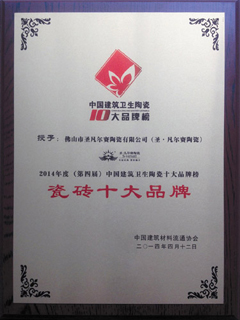 中国建筑卫生陶瓷
10大品牌榜
授予：佛山市圣凡尔赛陶瓷有限公司（圣·凡尔赛陶瓷）
2014年度（第四届）中国建筑卫生陶瓷十大品牌榜
瓷砖十大品牌
中国建筑材料流通协会
二〇一四年四月十二日